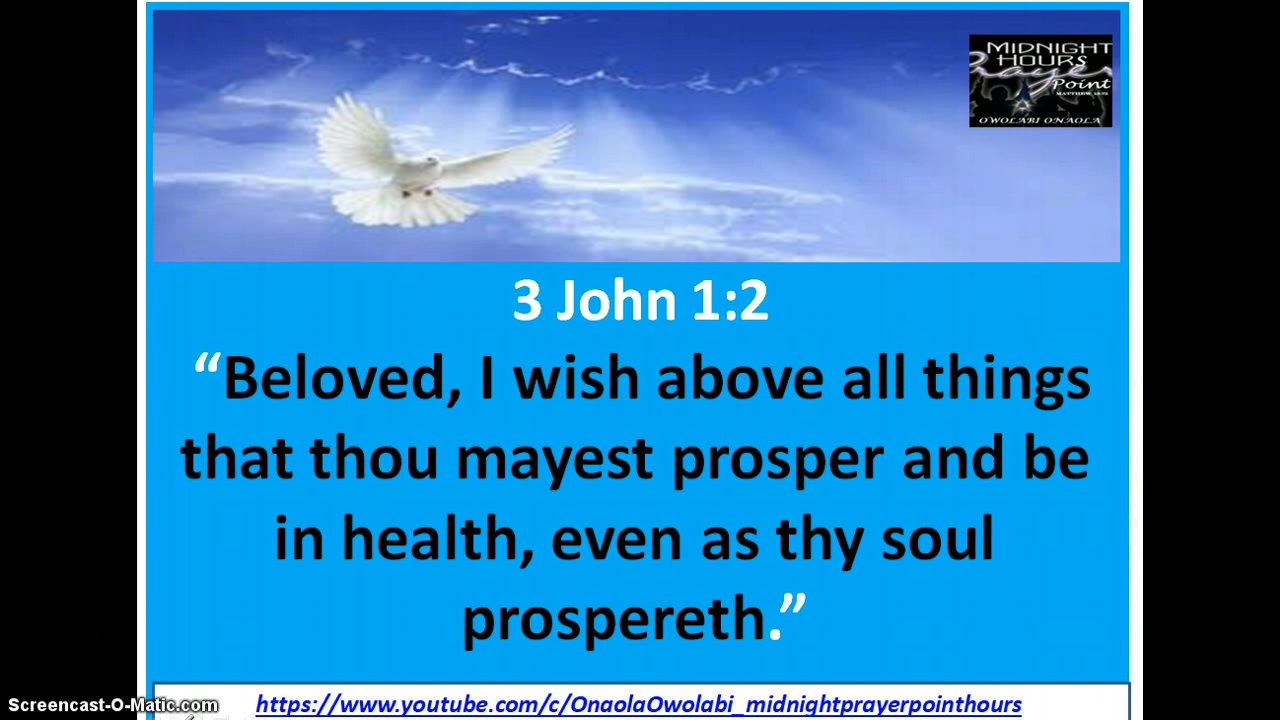 MIDNIGHT
HOURS
Prayer
Point
OWOLABI ONAOLA
3 John 1:2
“Beloved, I wish above all things
that thou mayest prosper and be
in health, even as thy soul
prospereth.”
https://www.youtube.com/c/OnaolaOwolabi_midnightprayerpointhours
Screencast-O-Matic.com